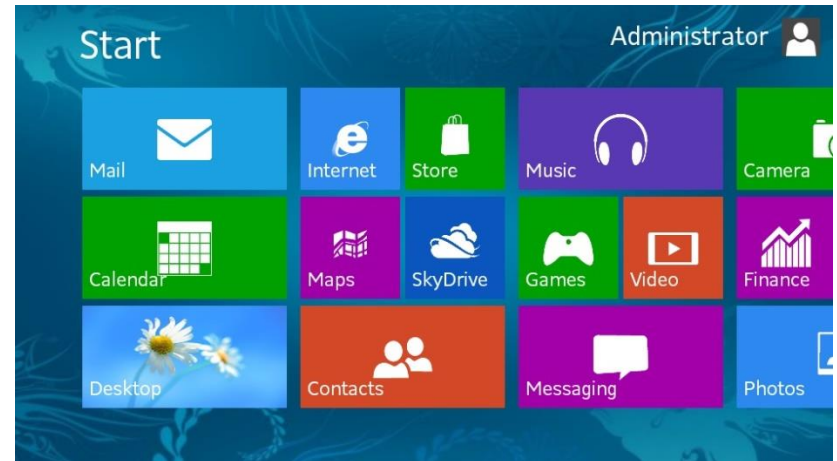 Start
Administrator
Mail
Internet
Store
Music
Camera
Calendar
Maps
SkyDrive
Games
Video
Finance
Desktop
Contacts
Messaging
Photos